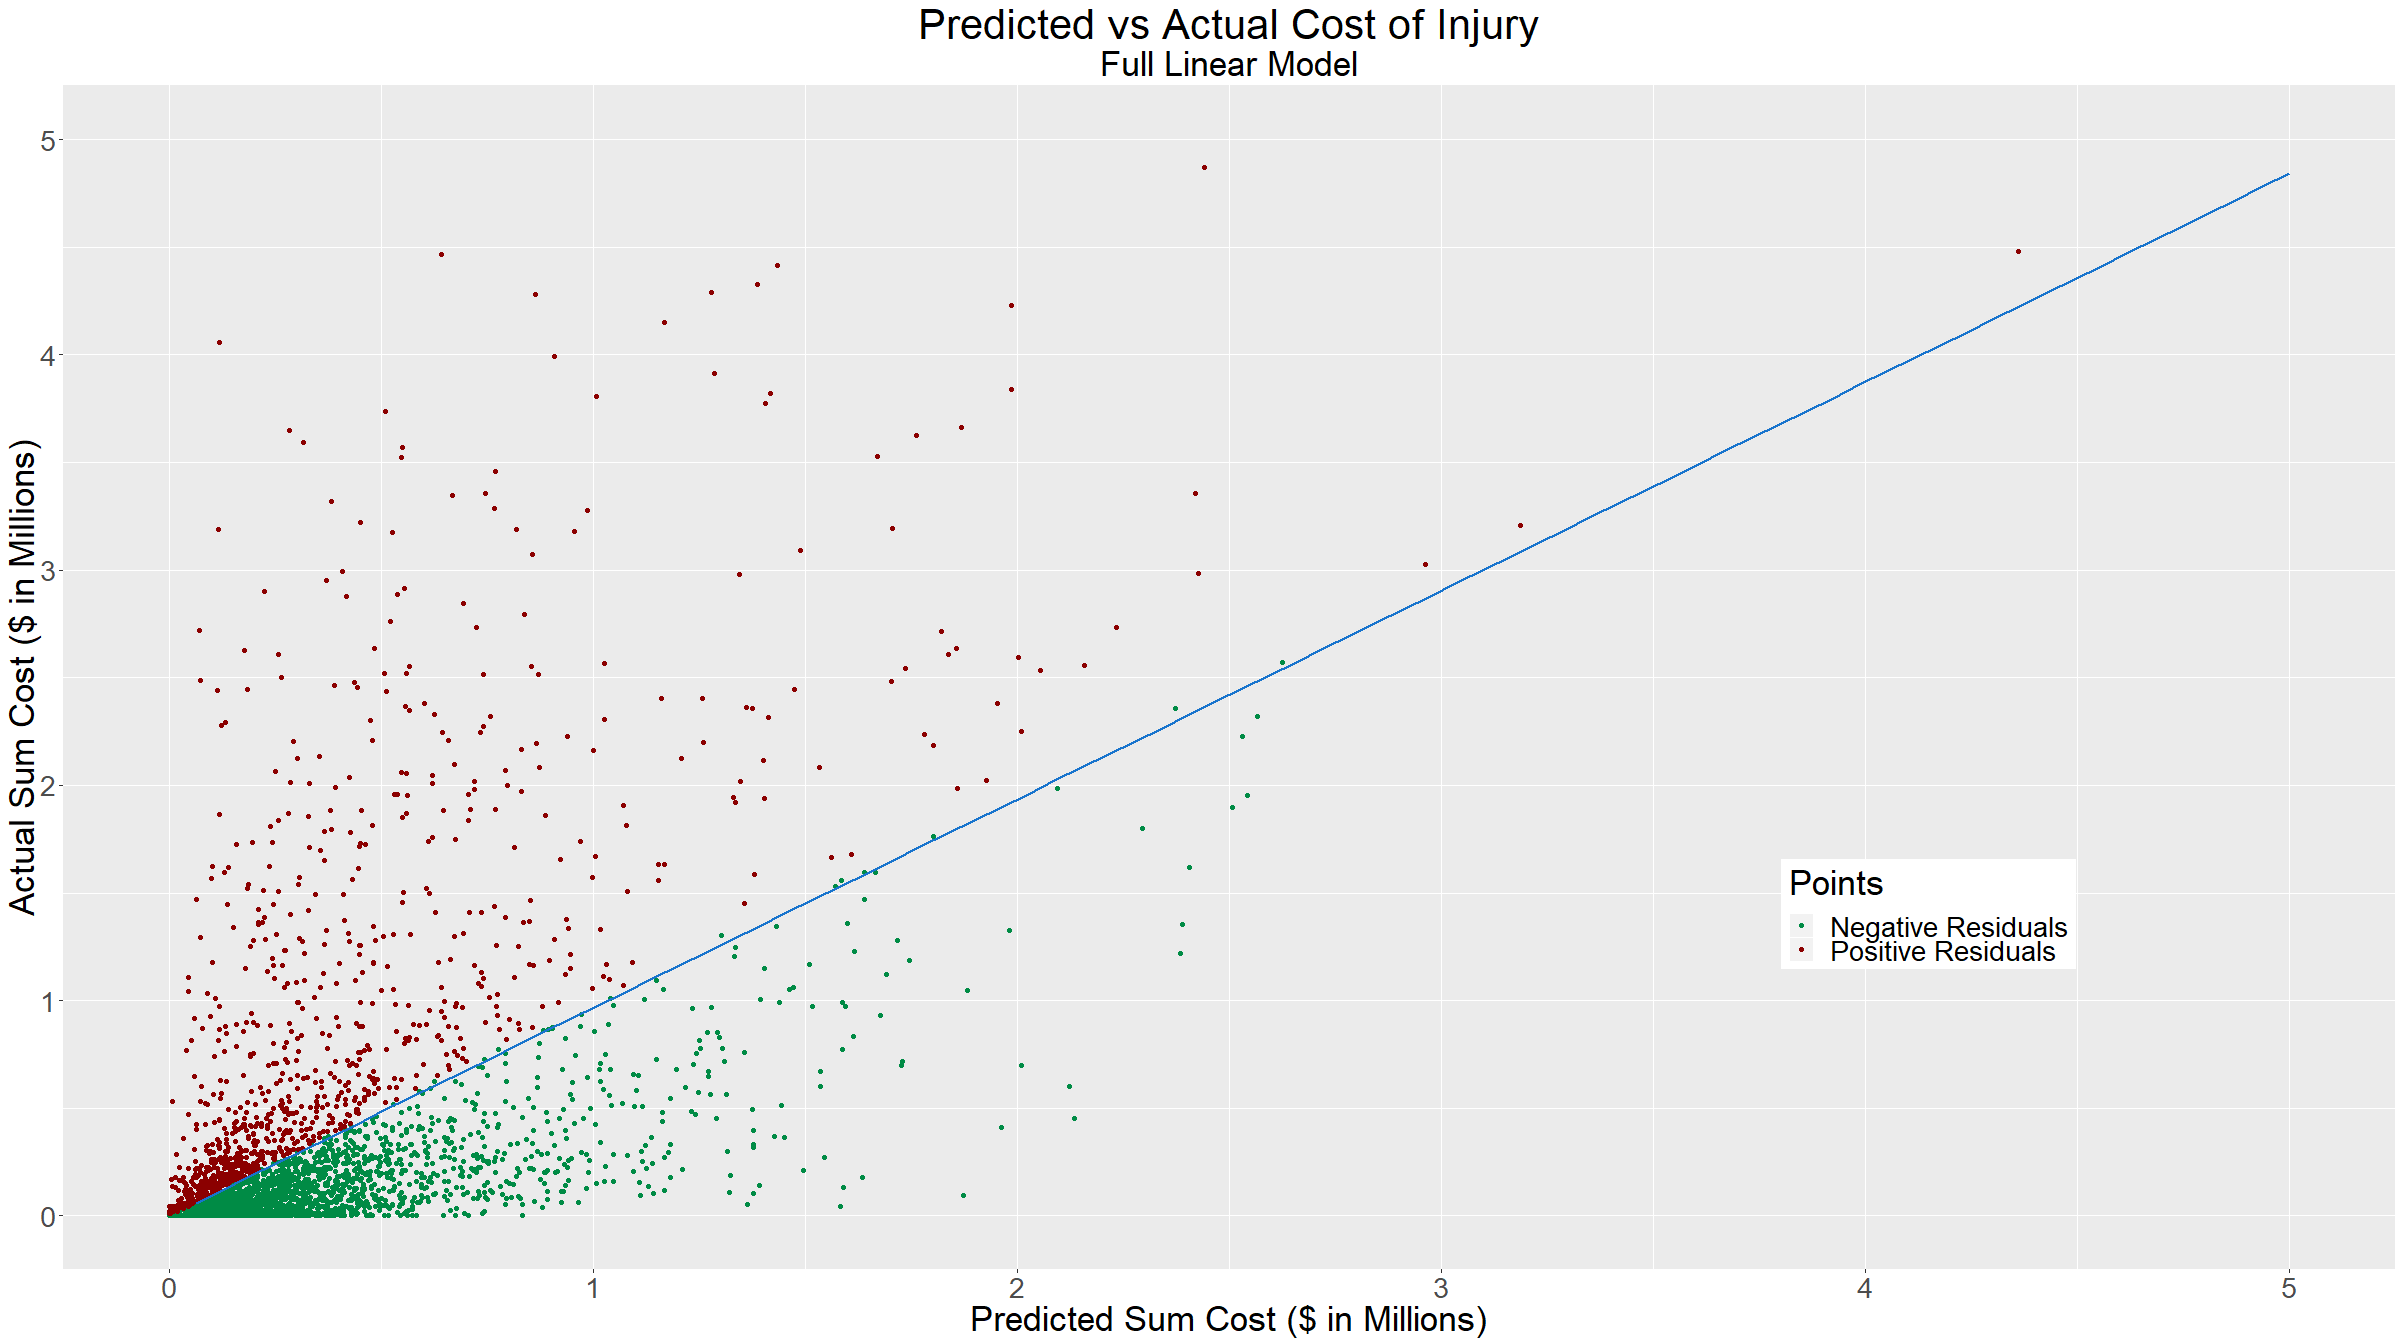 Predicted vs Actual Cost of Injury
Full Linear Model
Actual Sum Cost ($ in Millions)
5
4
3
2
1
0
Points
Negative Residuals
Positive Residuals
0 1 2 3 4 5
Predicted Sum Cost ($ in Millions)